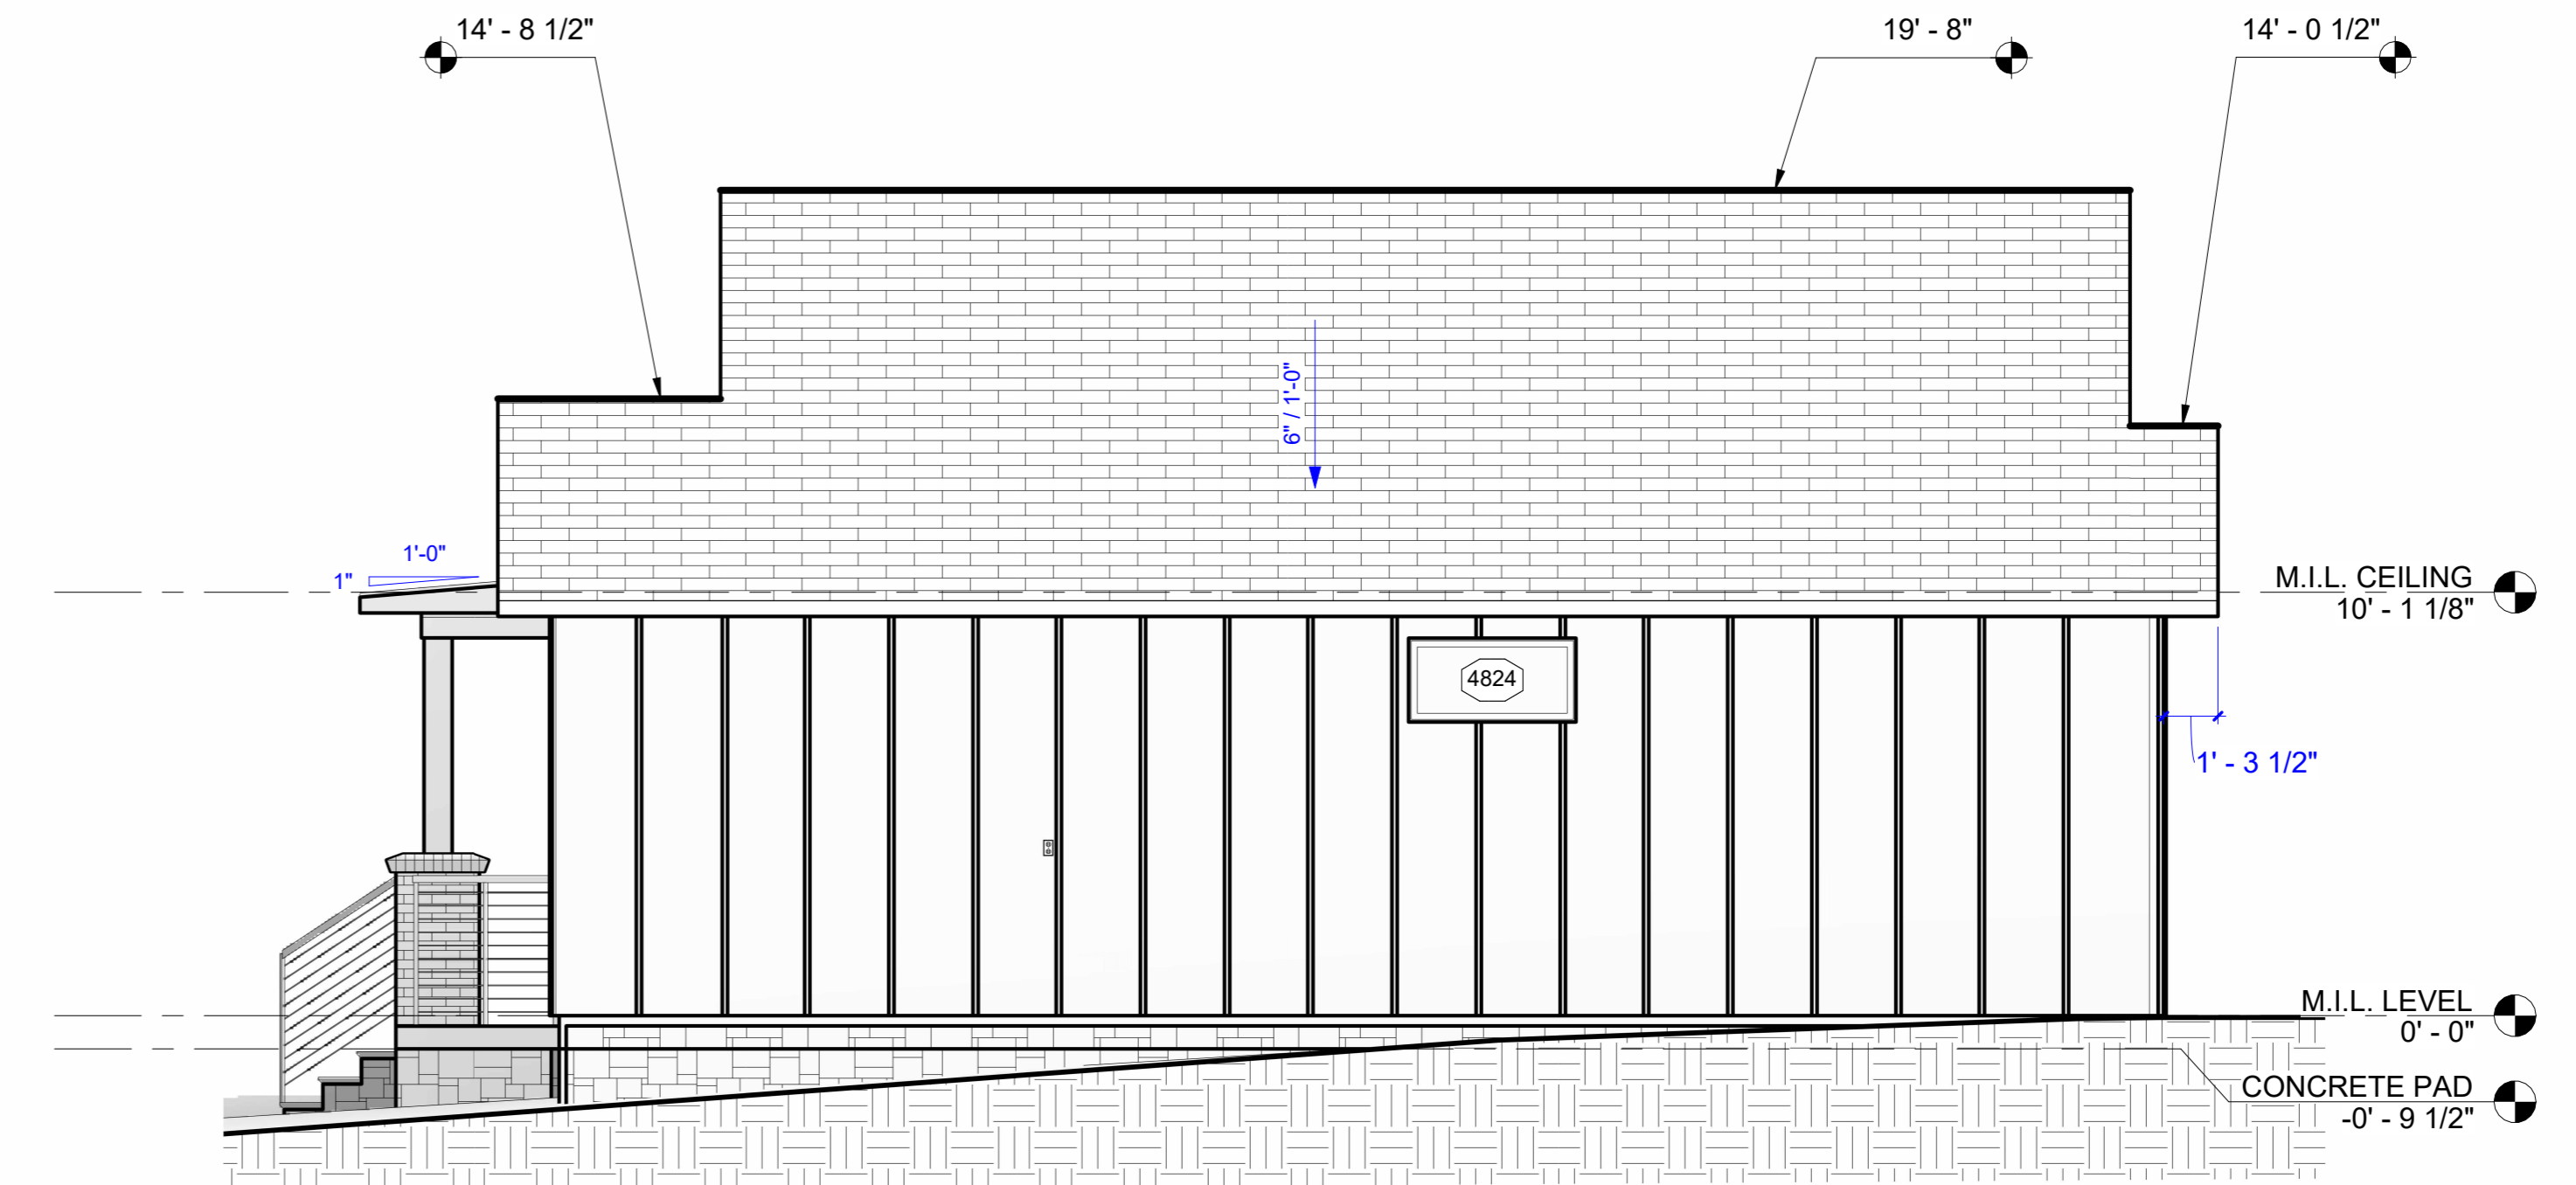 14' - 8 1/2"
19' - 8"
14' - 0 1/2"
6" / 1'-0"
1'-0"
1"
M.I.L. CEILING
10' - 1 1/8"
4824
1' - 3 1/2"
M.I.L. LEVEL
0' - 0"
CONCRETE PAD
-0' - 9 1/2"